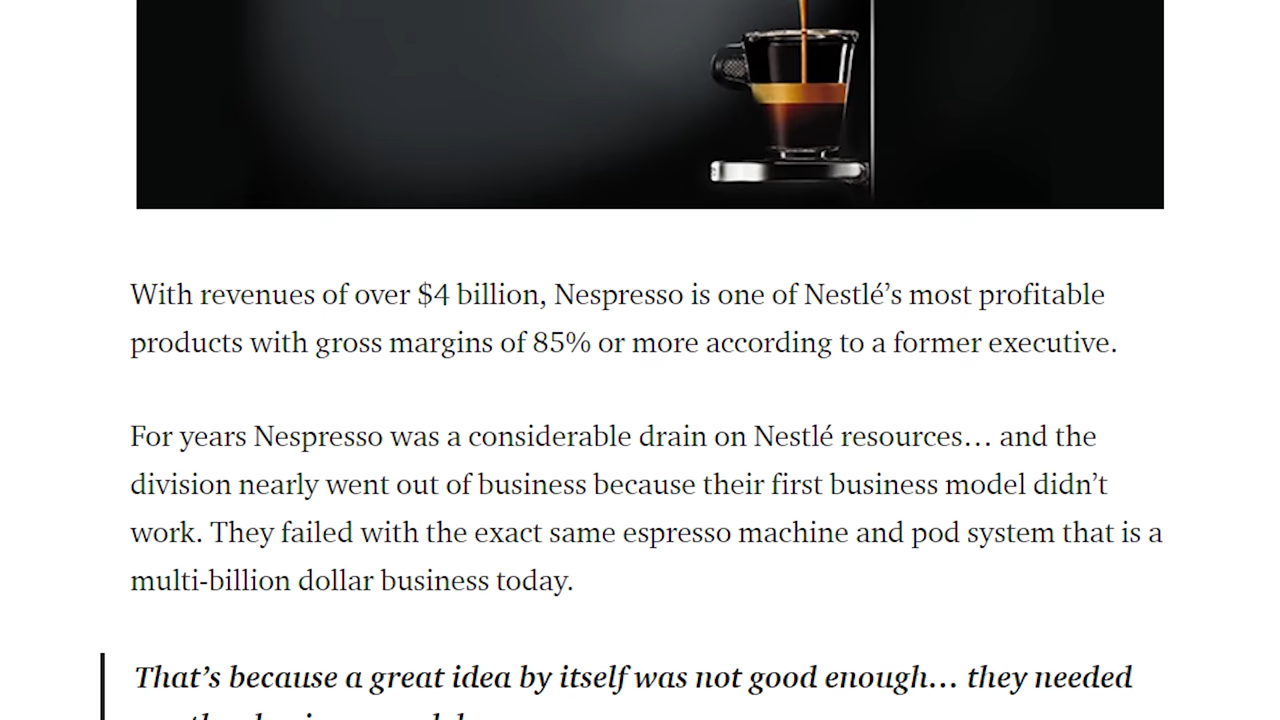 With revenues of over $4 billion, Nespresso is one of Nestlé’s most profitable
products with gross margins of 85% or more according to a former executive.
For years Nespresso was a considerable drain on Nestlé resources… and the
division nearly went out of business because their first business model didn’t
work. They failed with the exact same espresso machine and pod system that is a
multi-billion dollar business today.
That’s because a great idea by itself was not good enough… they needed